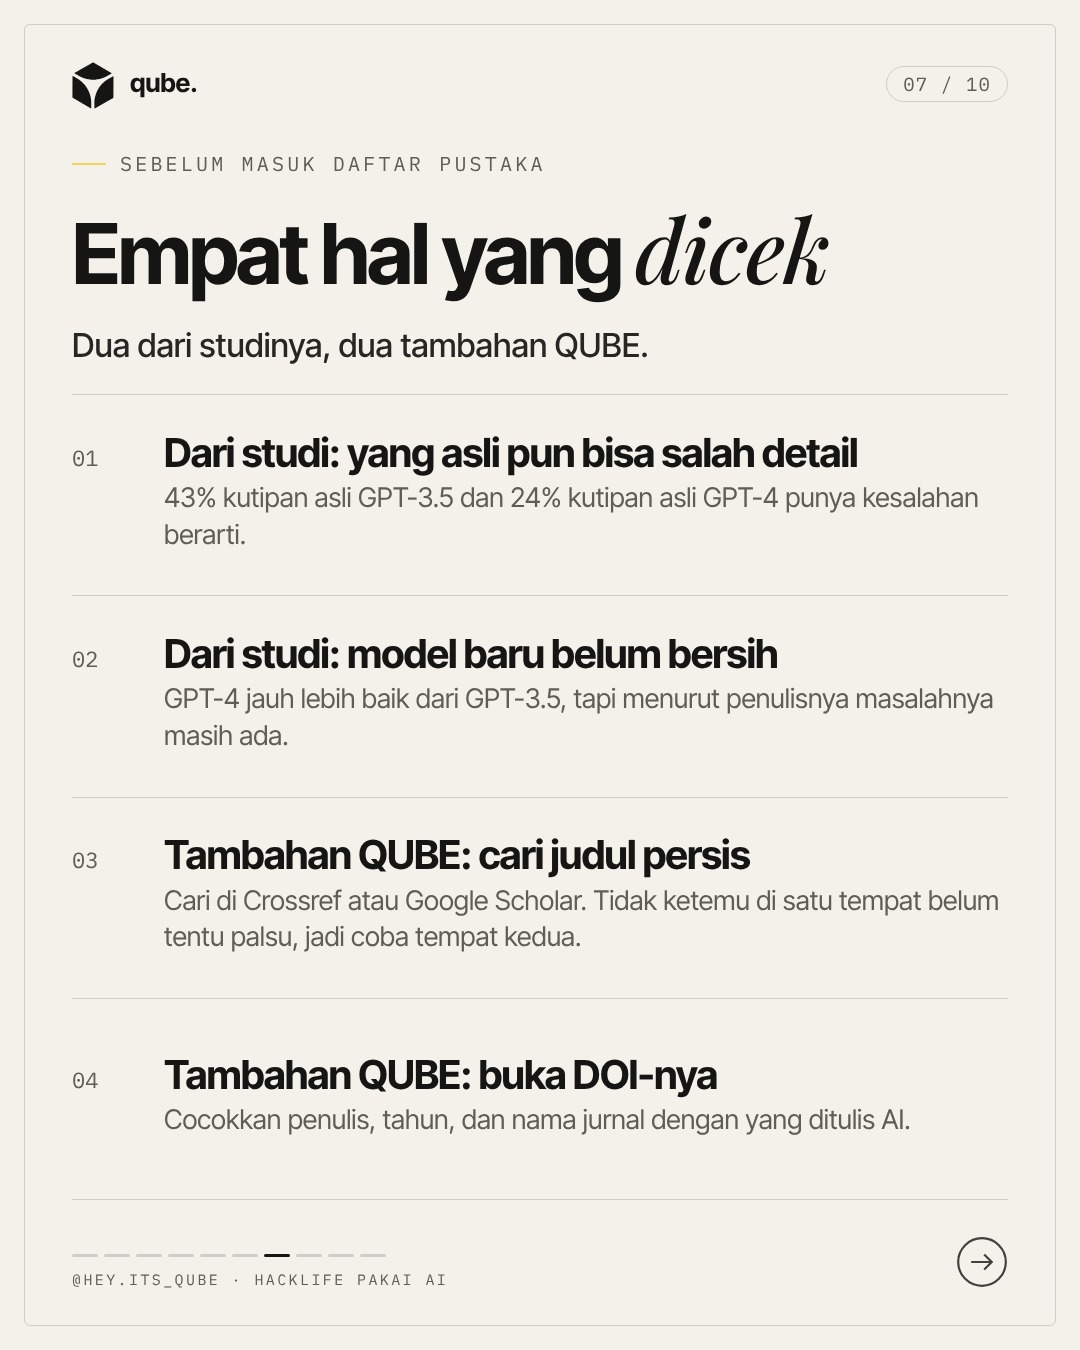 qube.
07 / 10
SEBELUM MASUK DAFTAR PUSTAKA
Empat hal yang dicek
Dua dari studinya, dua tambahan QUBE.
01
Dari studi: yang asli pun bisa salah detail
43% kutipan asli GPT-3.5 dan 24% kutipan asli GPT-4 punya kesalahan
berarti.
02
Dari studi: model baru belum bersih
GPT-4 jauh lebih baik dari GPT-3.5, tapi menurut penulisnya masalahnya
masih ada.
03
Tambahan QUBE: cari judul persis
Cari di Crossref atau Google Scholar. Tidak ketemu di satu tempat belum
tentu palsu, jadi coba tempat kedua.
04
Tambahan QUBE: buka DOI-nya
Cocokkan penulis, tahun, dan nama jurnal dengan yang ditulis AI.
@HEY.ITS_QUBE · HACKLIFE PAKAI AI